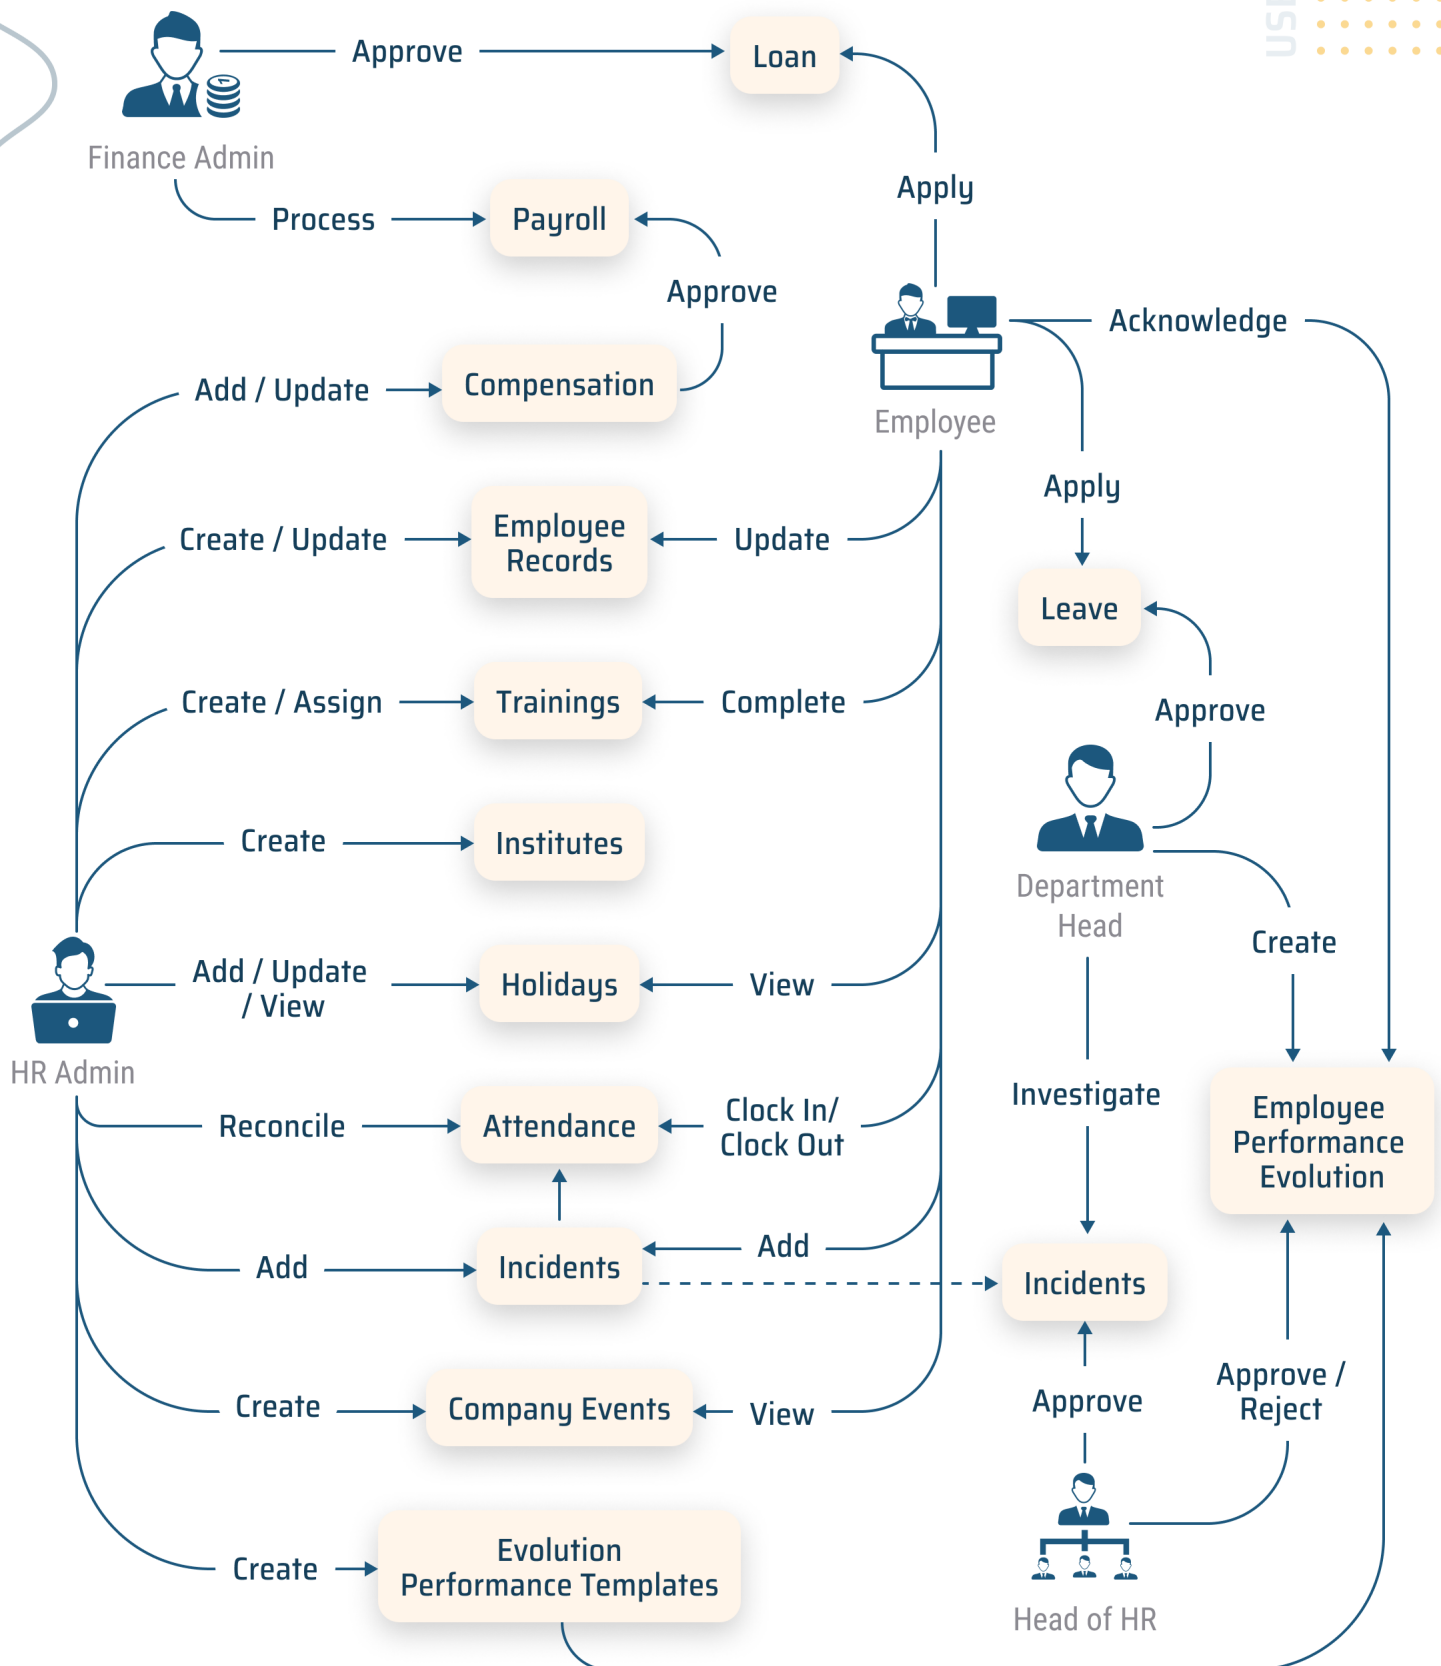 Approve
Loan
Finance Admin
Apply
Process
Payroll
Approve
Acknowledge
Add / Update
Compensation
Employee
Apply
Create / Update
Employee
Records
Update
Leave
Create / Assign
Trainings
Complete
Approve
Create
Institutes
Department
Head
Create
Add / Update
/ View
Holidays
View
HR Admin
Investigate
Reconcile
Attendance
Clock In/
Clock Out
Employee
Performance
Evolution
Add
Incidents
Add
Incidents
Approve /
Reject
Approve
Create
Company Events
View
Create
Evolution
Performance Templates
Head of HR